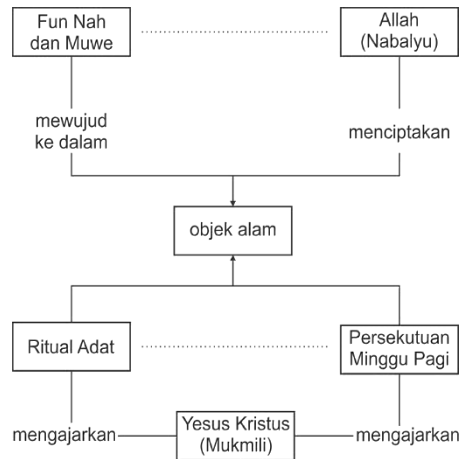 Fun Nah
dan Muwe
Allah
(Nabalyu)
mewujud
ke dalam
menciptakan
objek alam
Ritual Adat
Persekutuan
Minggu Pagi
mengajarkan
Yesus Kristus
(Mukmili)
mengajarkan